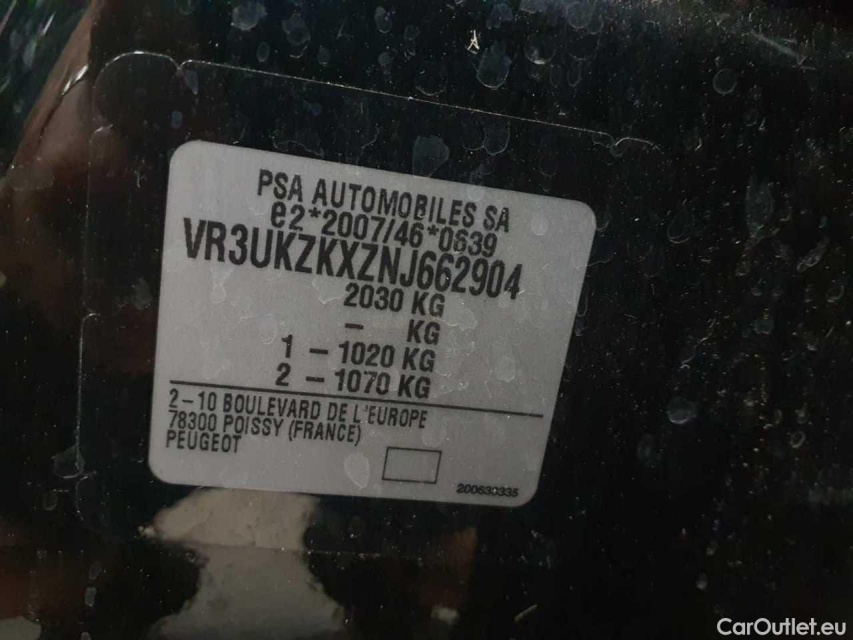 PSA AUTOMOBILES SA
e2*2007/46*0639
VR3UKZKXZNJ662904
2030 KG
– KG
1 – 1020 KG
2 – 1070 KG
2–10 BOULEVARD DE L'EUROPE
78300 POISSY (FRANCE)
PEUGEOT
200630335
CarOutlet.eu